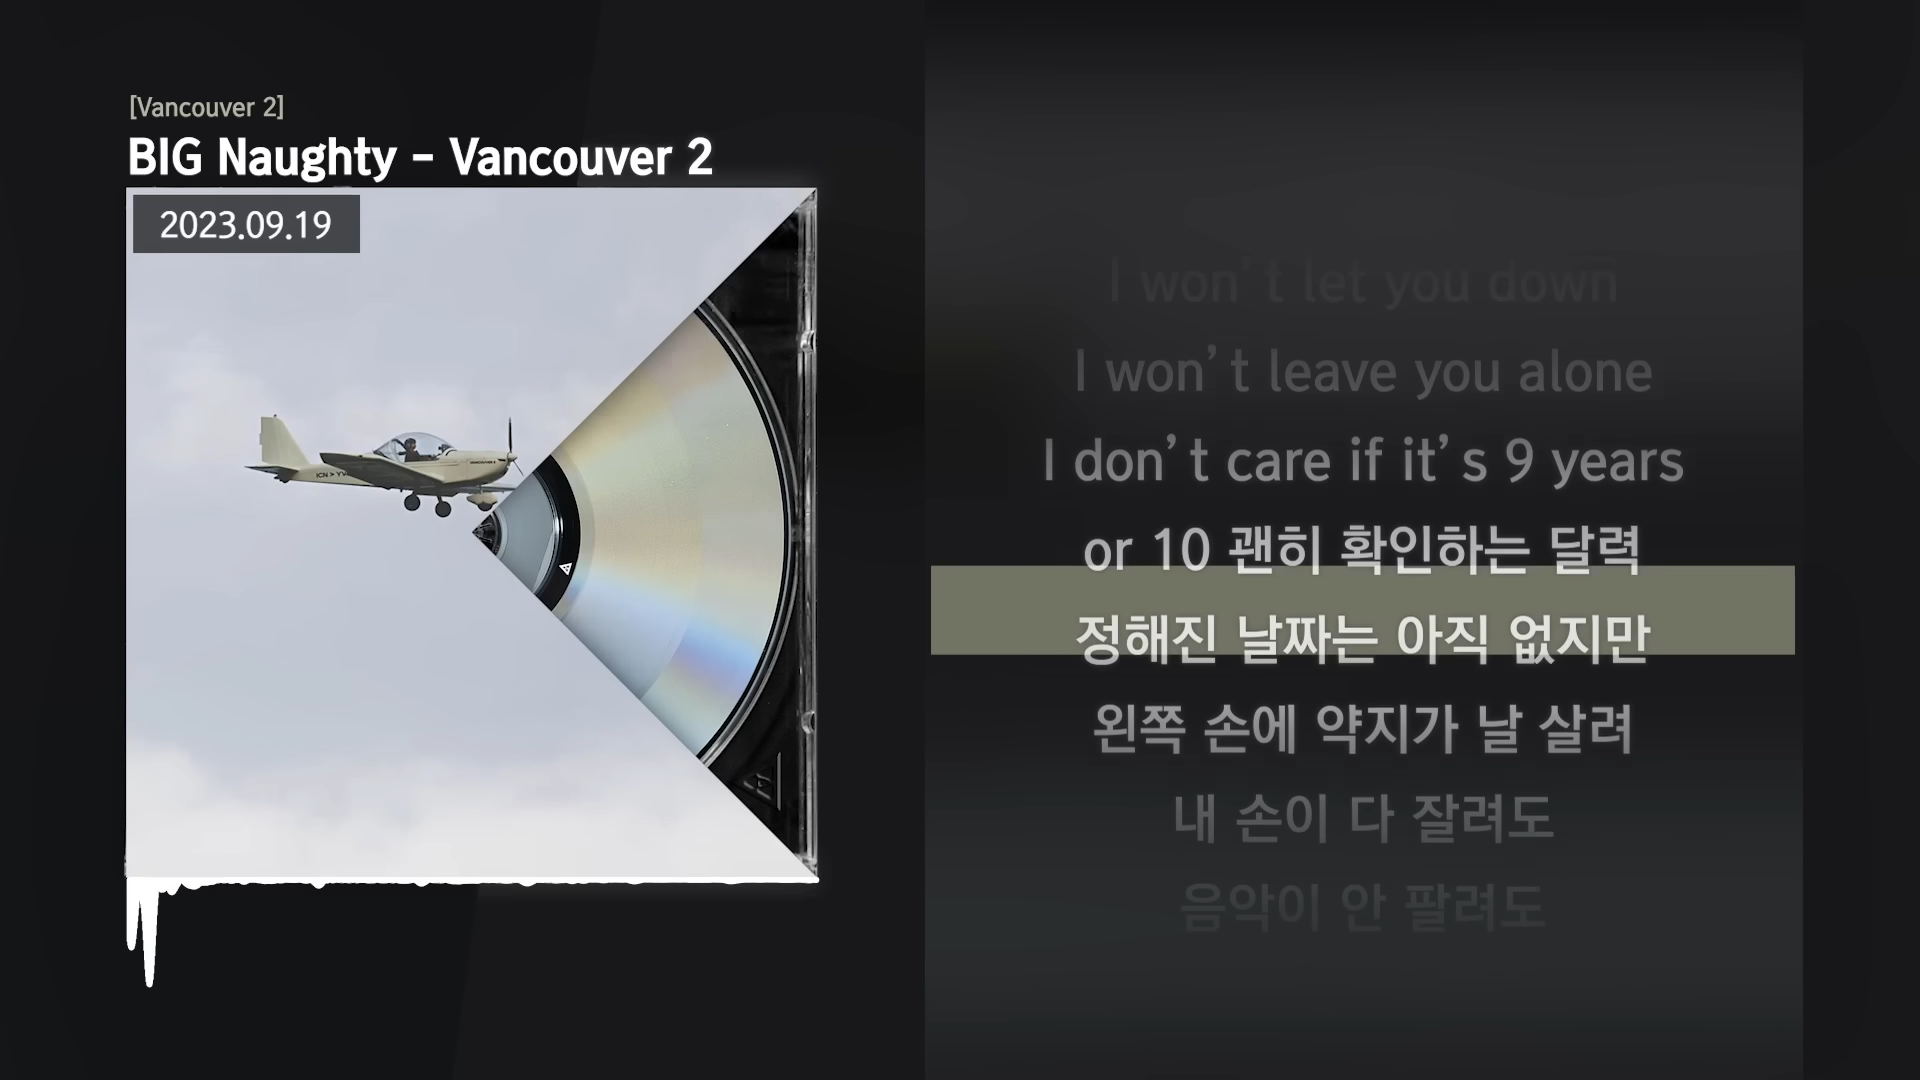 [Vancouver 2]
BIG Naughty - Vancouver 2
2023.09.19
I won't let you down
I won't leave you alone
I don't care if it's 9 years
or 10 괜히 확인하는 달력
정해진 날짜는 아직 없지만
왼쪽 손에 약지가 날 살려
내 손이 다 잘려도
음악이 안 팔려도